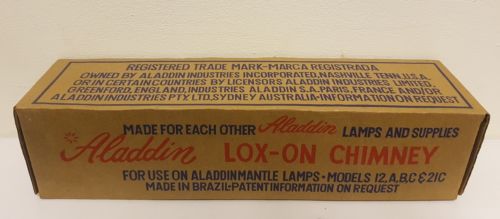 REGISTERED TRADE MARK-MARCA REGISTRADA
OWNED BY ALADDIN INDUSTRIES INCORPORATED, NASHVILLE, TENN, U.S.A.
OR IN CERTAIN COUNTRIES BY LICENSORS ALADDIN INDUSTRIES LIMITED
GREENFORD, ENGLAND, INDUSTRIES ALADDIN S.A. PARIS, FRANCE AND/OR
ALADDIN INDUSTRIES PTY, LTD, SYDNEY AUSTRALIA-INFORMATION ON REQUEST
MADE FOR EACH OTHER Aladdin LAMPS AND SUPPLIES
Aladdin LOX-ON CHIMNEY
FOR USE ON ALADDIN MANTLE LAMPS • MODELS 12, A, B, C & 21C
MADE IN BRAZIL-PATENT INFORMATION ON REQUEST